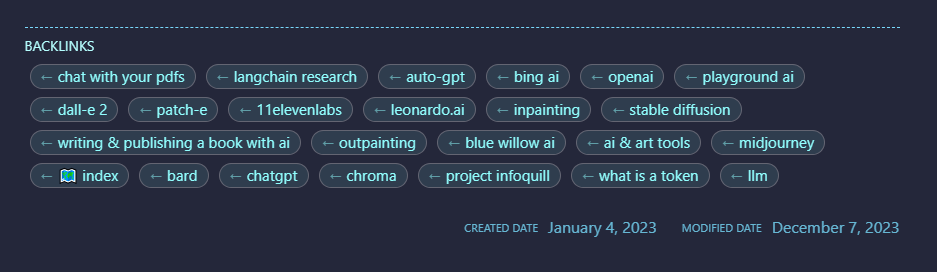 BACKLINKS
← chat with your pdfs ← langchain research ← auto-gpt ← bing ai ← openai ← playground ai
← dall-e 2 ← patch-e ← 11elevenlabs ← leonardo.ai ← inpainting ← stable diffusion
← writing & publishing a book with ai ← outpainting ← blue willow ai ← ai & art tools ← midjourney
← 🗺️ index ← bard ← chatgpt ← chroma ← project infoquill ← what is a token ← llm
CREATED DATE January 4, 2023 MODIFIED DATE December 7, 2023